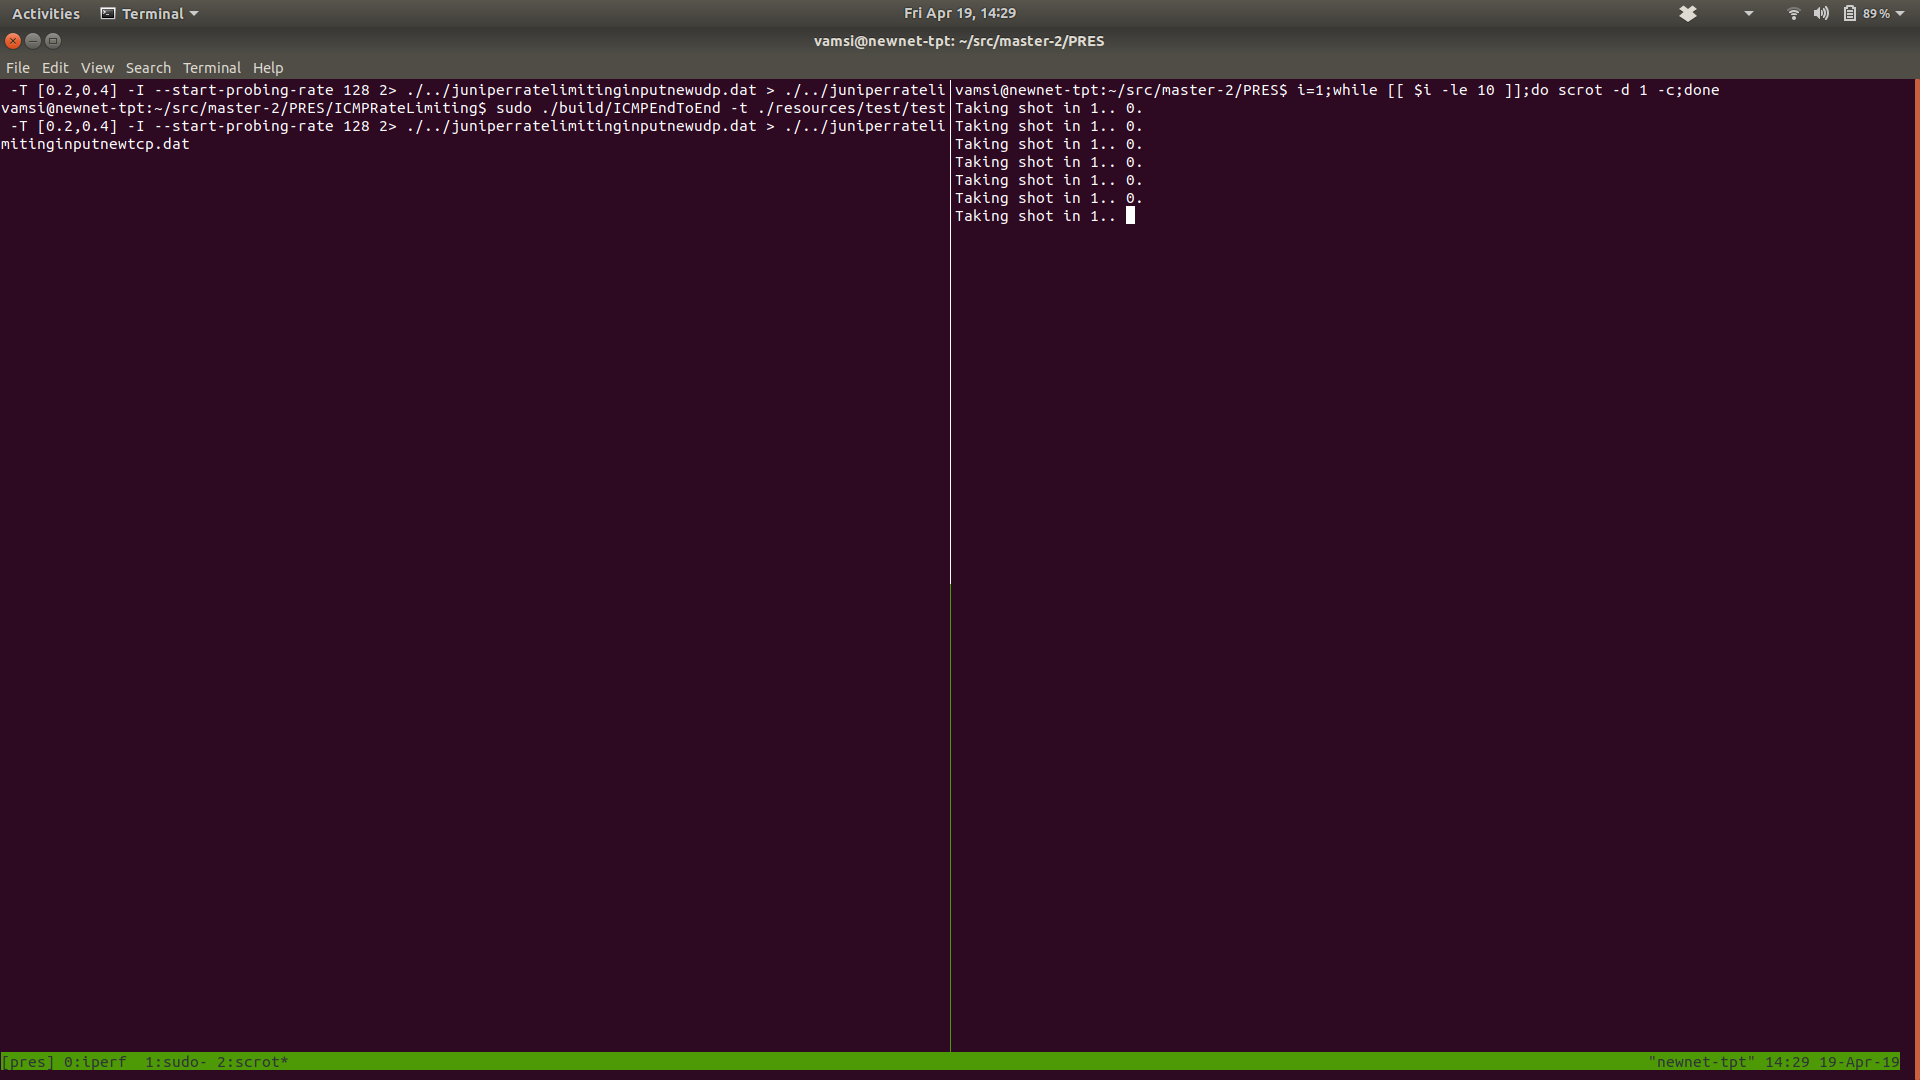 Activities Terminal Fri Apr 19, 14:29 89 %
vamsi@newnet-tpt: ~/src/master-2/PRES
File Edit View Search Terminal Help
-T [0.2,0.4] -I --start-probing-rate 128 2> ./../juniperratelimitinginputnewudp.dat > ./../juniperrateli
vamsi@newnet-tpt:~/src/master-2/PRES/ICMPRateLimiting$ sudo ./build/ICMPEndToEnd -t ./resources/test/test
-T [0.2,0.4] -I --start-probing-rate 128 2> ./../juniperratelimitinginputnewudp.dat > ./../juniperrateli
mitinginputnewtcp.dat
vamsi@newnet-tpt:~/src/master-2/PRES$ i=1;while [[ $i -le 10 ]];do scrot -d 1 -c;done
Taking shot in 1.. 0.
Taking shot in 1.. 0.
Taking shot in 1.. 0.
Taking shot in 1.. 0.
Taking shot in 1.. 0.
Taking shot in 1.. 0.
Taking shot in 1..
[pres] 0:iperf  1:sudo- 2:scrot* "newnet-tpt" 14:29 19-Apr-19